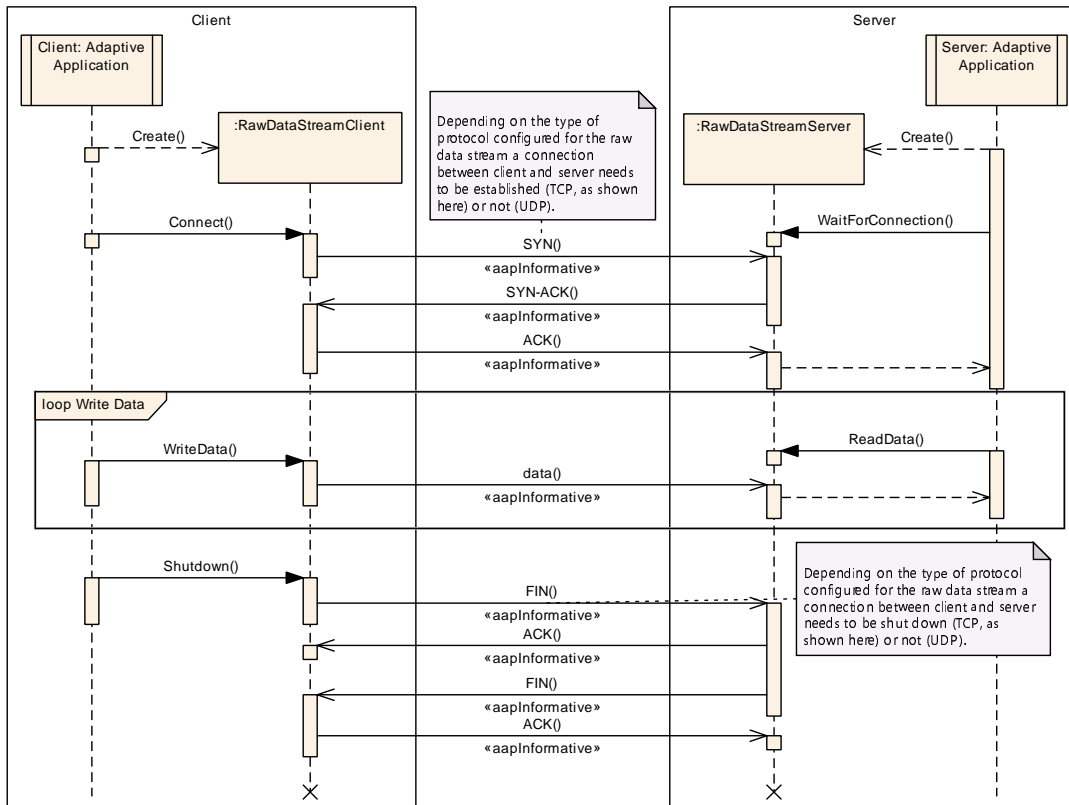 Client
Server
Client: Adaptive
Application
Server: Adaptive
Application
Create()
:RawDataStreamClient
Depending on the type of
protocol configured for the raw
data stream a connection
between client and server needs
to be established (TCP, as shown
here) or not (UDP).
:RawDataStreamServer
Create()
Connect()
WaitForConnection()
SYN()
«aapInformative»
SYN-ACK()
«aapInformative»
ACK()
«aapInformative»
loop Write Data
WriteData()
ReadData()
data()
«aapInformative»
Shutdown()
Depending on the type of protocol
configured for the raw data stream a
connection between client and server
needs to be shut down (TCP, as
shown here) or not (UDP).
FIN()
«aapInformative»
ACK()
«aapInformative»
FIN()
«aapInformative»
ACK()
«aapInformative»